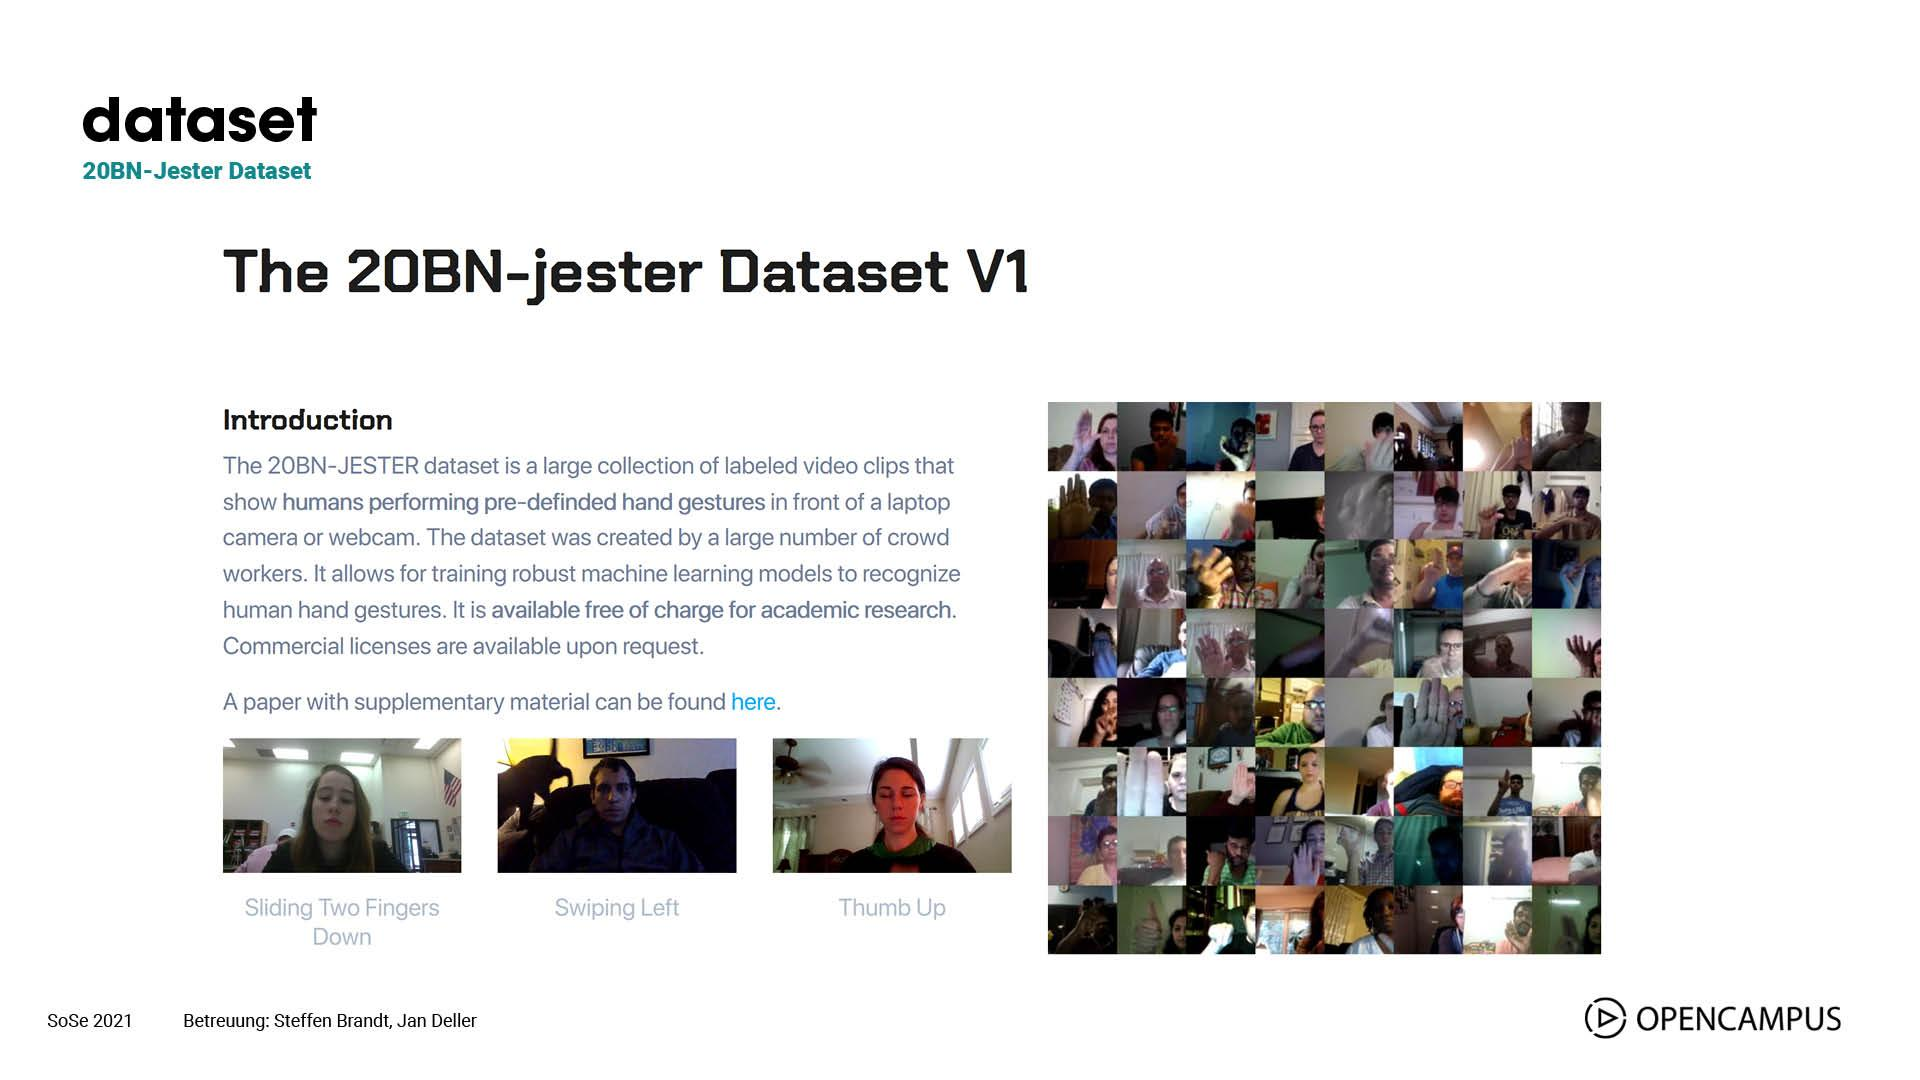 dataset
20BN-Jester Dataset
The 20BN-jester Dataset V1
Introduction
The 20BN-JESTER dataset is a large collection of labeled video clips that
show humans performing pre-definded hand gestures in front of a laptop
camera or webcam. The dataset was created by a large number of crowd
workers. It allows for training robust machine learning models to recognize
human hand gestures. It is available free of charge for academic research.
Commercial licenses are available upon request.
A paper with supplementary material can be found here.
Sliding Two Fingers
Down
Swiping Left
Thumb Up
SoSe 2021
Betreuung: Steffen Brandt, Jan Deller
OPENCAMPUS